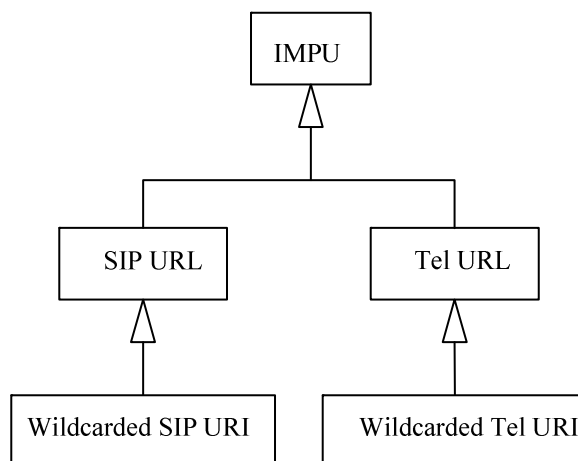 IMPU
SIP URL
Tel URL
Wildcarded SIP URI
Wildcarded Tel URI